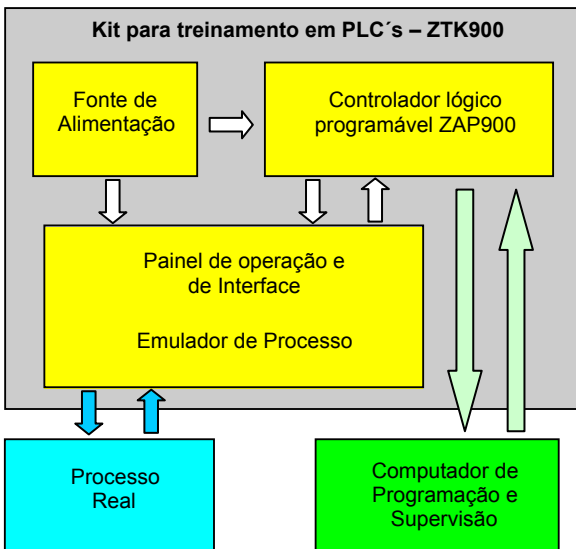 Kit para treinamento em PLC´s – ZTK900
Fonte de
Alimentação
Controlador lógico
programável ZAP900
Painel de operação e
de Interface
Emulador de Processo
Processo
Real
Computador de
Programação e
Supervisão